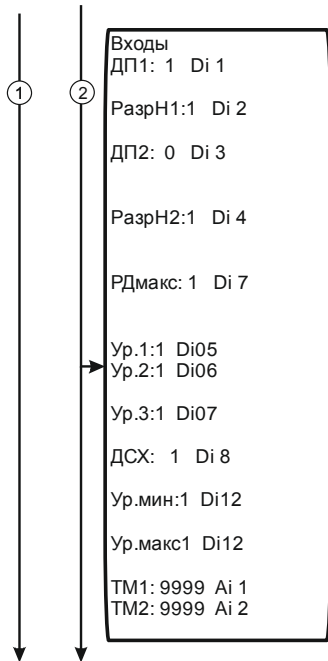 1
2
Входы
ДП1: 1 Di 1
РазрН1:1 Di 2
ДП2: 0 Di 3
РазрН2:1 Di 4
РДмакс: 1 Di 7
Ур.1:1 Di05
Ур.2:1 Di06
Ур.3:1 Di07
ДСХ: 1 Di 8
Ур.мин:1 Di12
Ур.макс1 Di12
ТМ1: 9999 Ai 1
ТМ2: 9999 Ai 2